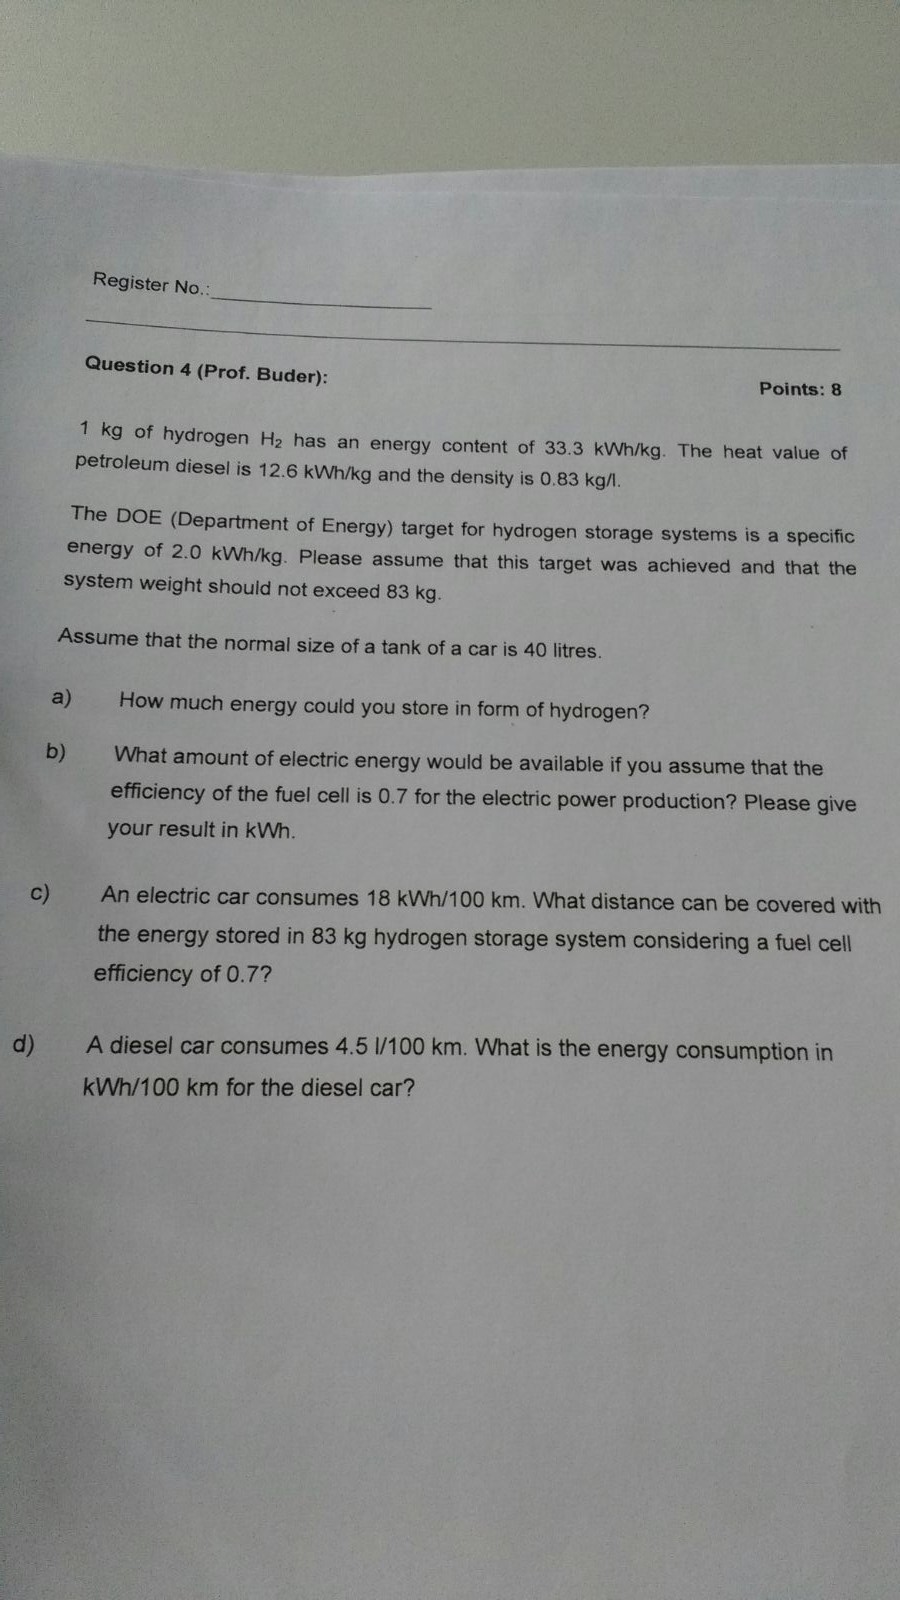 Register No.:
Question 4 (Prof. Buder):
Points: 8
1 kg of hydrogen H₂ has an energy content of 33.3 kWh/kg. The heat value of
petroleum diesel is 12.6 kWh/kg and the density is 0.83 kg/l.
The DOE (Department of Energy) target for hydrogen storage systems is a specific
energy of 2.0 kWh/kg. Please assume that this target was achieved and that the
system weight should not exceed 83 kg.
Assume that the normal size of a tank of a car is 40 litres.
a) How much energy could you store in form of hydrogen?
b) What amount of electric energy would be available if you assume that the
efficiency of the fuel cell is 0.7 for the electric power production? Please give
your result in kWh.
c) An electric car consumes 18 kWh/100 km. What distance can be covered with
the energy stored in 83 kg hydrogen storage system considering a fuel cell
efficiency of 0.7?
d) A diesel car consumes 4.5 l/100 km. What is the energy consumption in
kWh/100 km for the diesel car?